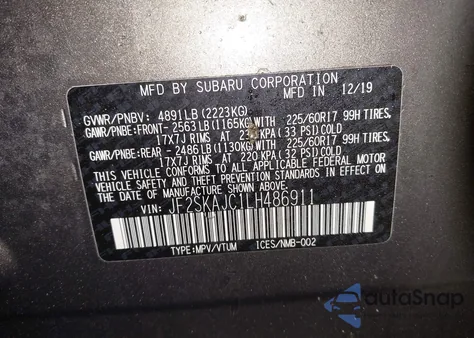 MFD BY SUBARU CORPORATION 12/19
GVWR/PNBV: 4891LB(2223KG)
GAWR/PNBE:FRONT-2563LB(1165KG)WITH 225/60R17 99H TIRES.
17X7J RIMS AT 230 KPA(33 PSI)COLD
GAWR/PNBE:REAR -2486LB(1130KG)WITH 225/60R17 99H TIRES.
17X7J RIMS AT 220 KPA(32 PSI)COLD
THIS VEHICLE CONFORMS TO ALL APPLICABLE
FEDERAL MOTOR VEHICLE SAFETY AND THEFT
PREVENTION STANDARDS IN EFFECT ON THE DATE
OF MANUFACTURE SHOWN ABOVE.
VIN: JF2SKAJC1LH486911
TYPE:MPV/VTUM ICES/NMB-002
autoSnap